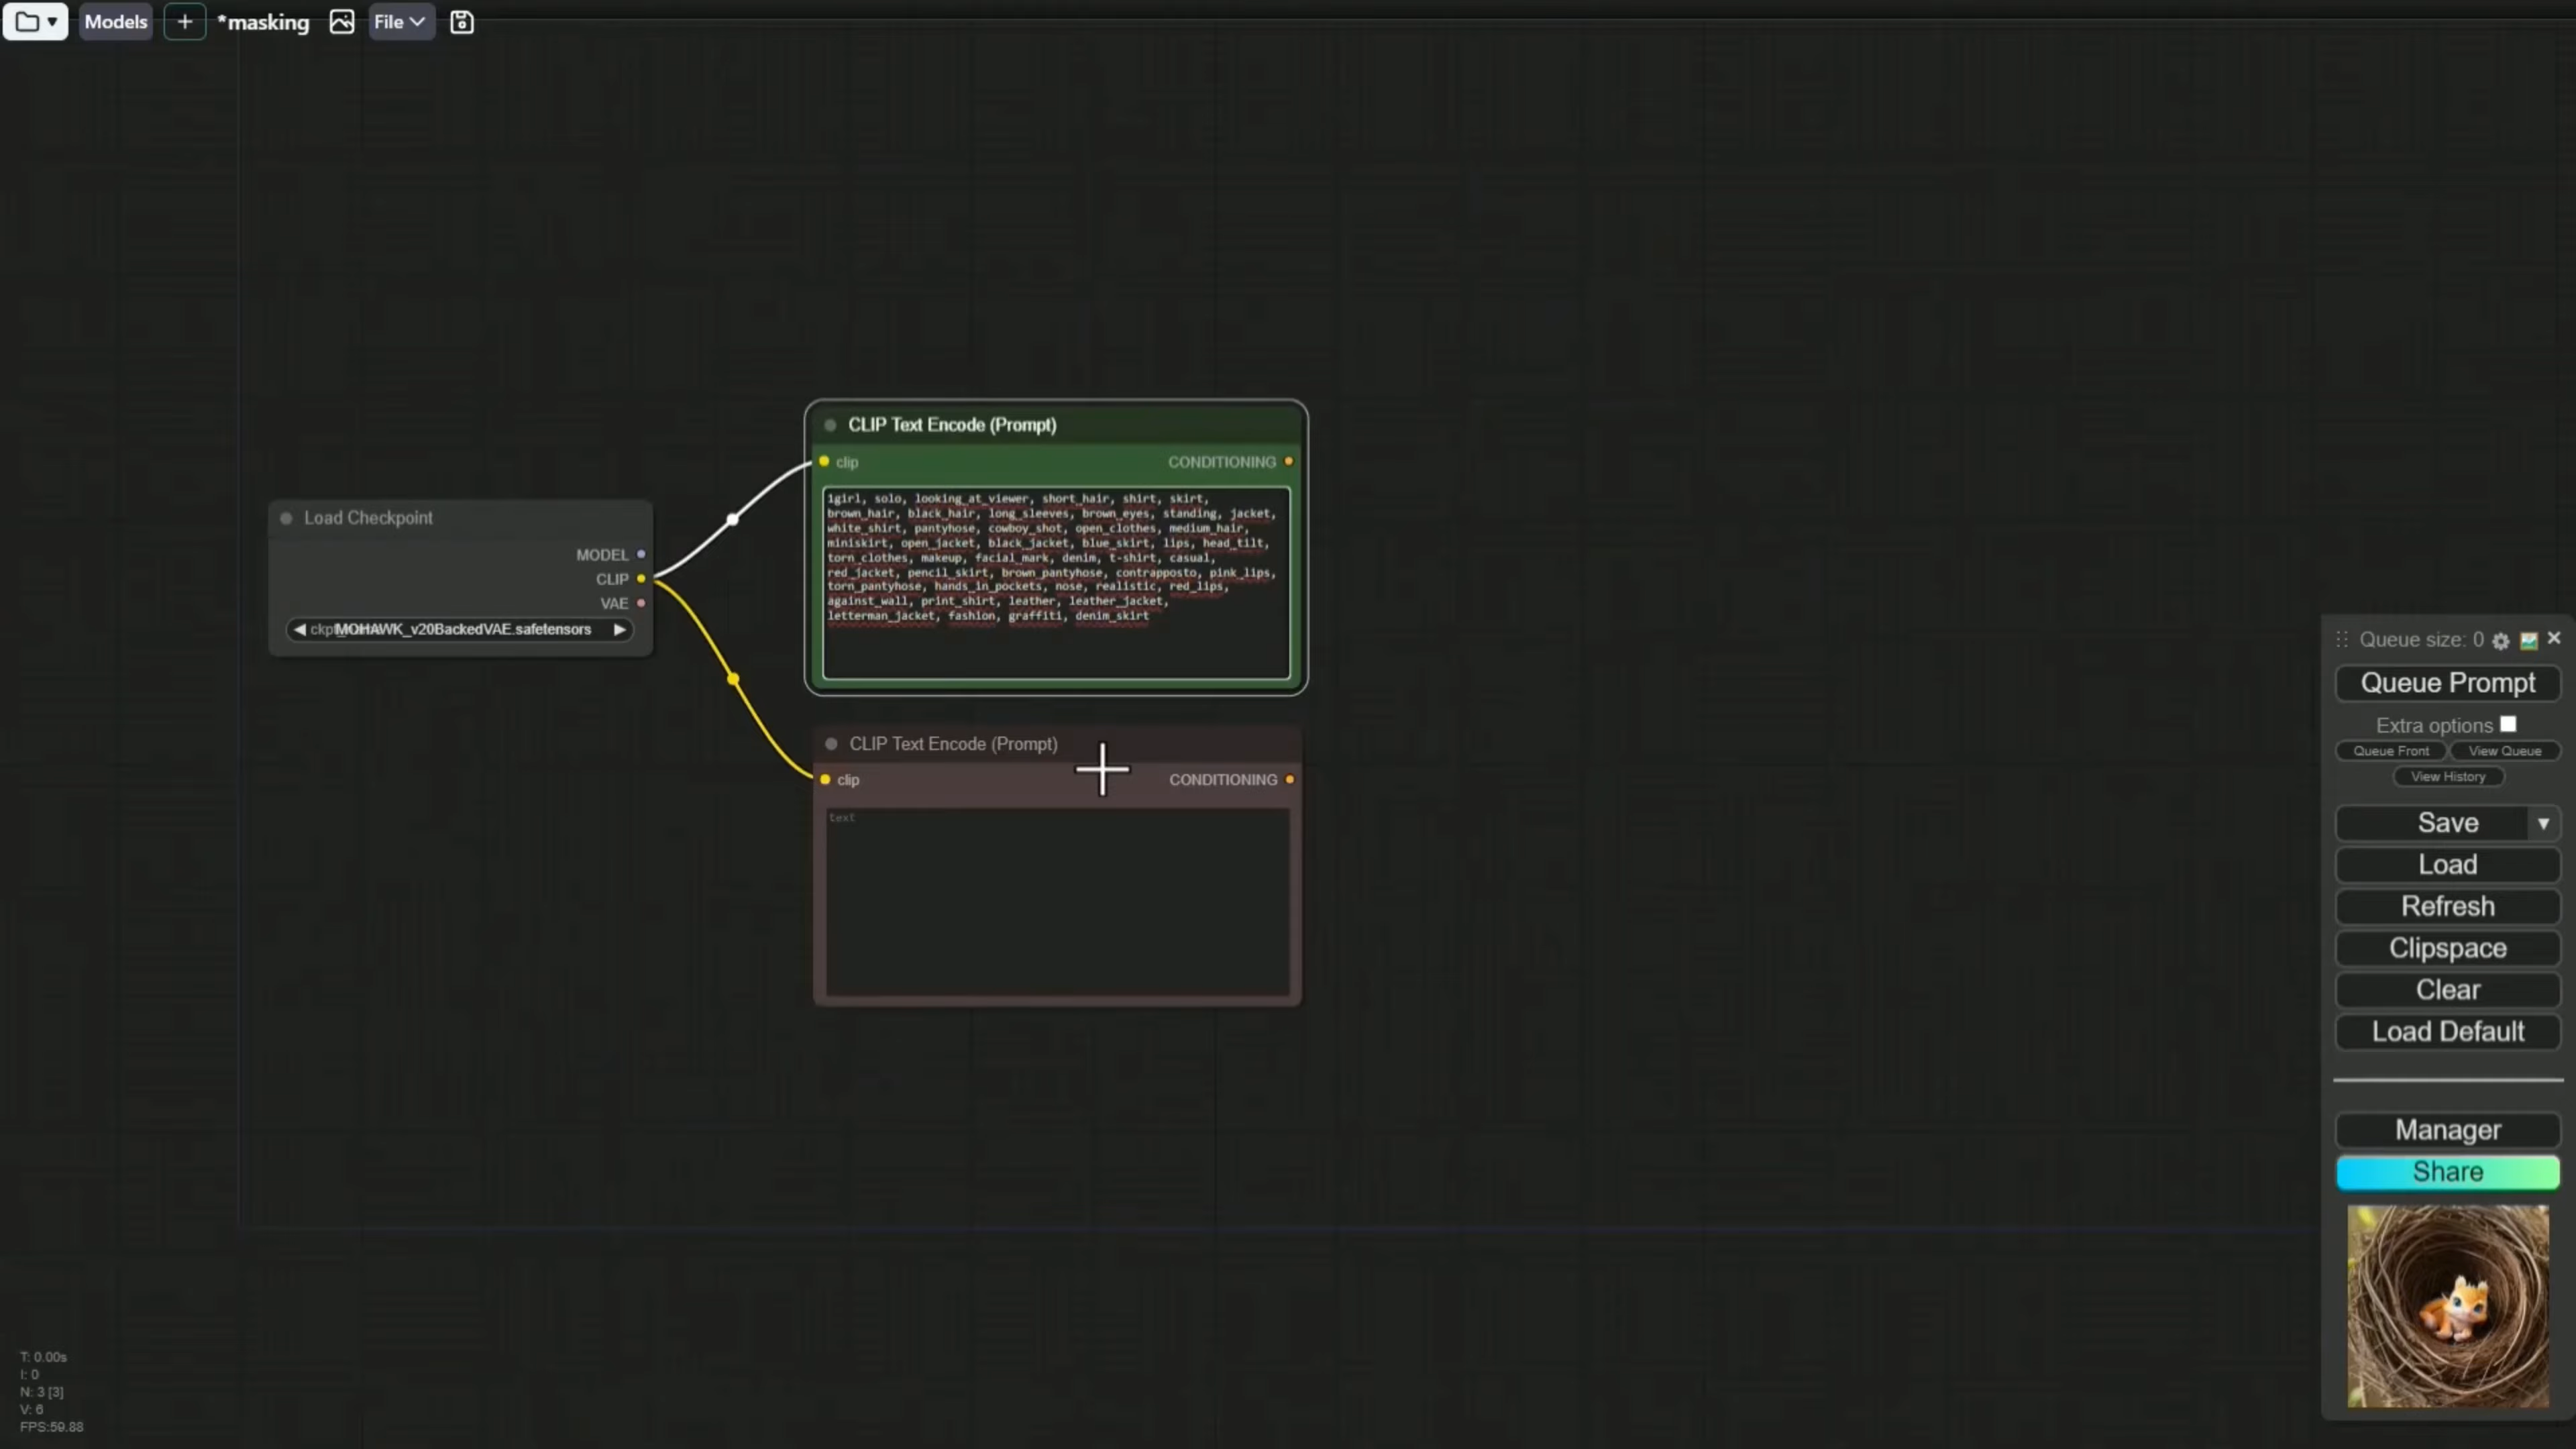 Models
+
*masking
File
CLIP Text Encode (Prompt)
clip
CONDITIONING
1girl, solo, looking_at_viewer, short_hair, shirt, skirt,
brown_hair, black_hair, long_sleeves, brown_eyes, standing, jacket,
white_shirt, pantyhose, cowboy_shot, open_clothes, medium_hair,
miniskirt, open_jacket, black_jacket, blue_skirt, lips, head_tilt,
torn_clothes, makeup, facial_mark, denim, t-shirt, casual,
red_jacket, pencil_skirt, brown_pantyhose, contrapposto, pink_lips,
torn_pantyhose, hands_in_pockets, nose, realistic, red_lips,
against_wall, print_shirt, leather, leather_jacket,
letterman_jacket, fashion, graffiti, denim_skirt
Load Checkpoint
MODEL
CLIP
VAE
MOHAWK_v20BackedVAE.safetensors
CLIP Text Encode (Prompt)
clip
CONDITIONING
text
Queue size: 0
Queue Prompt
Extra options
Queue Front
View Queue
View History
Save
Load
Refresh
Clipspace
Clear
Load Default
Manager
Share
T: 0.00s
I: 0
N: 3 [3]
V: 6
FPS:59.88